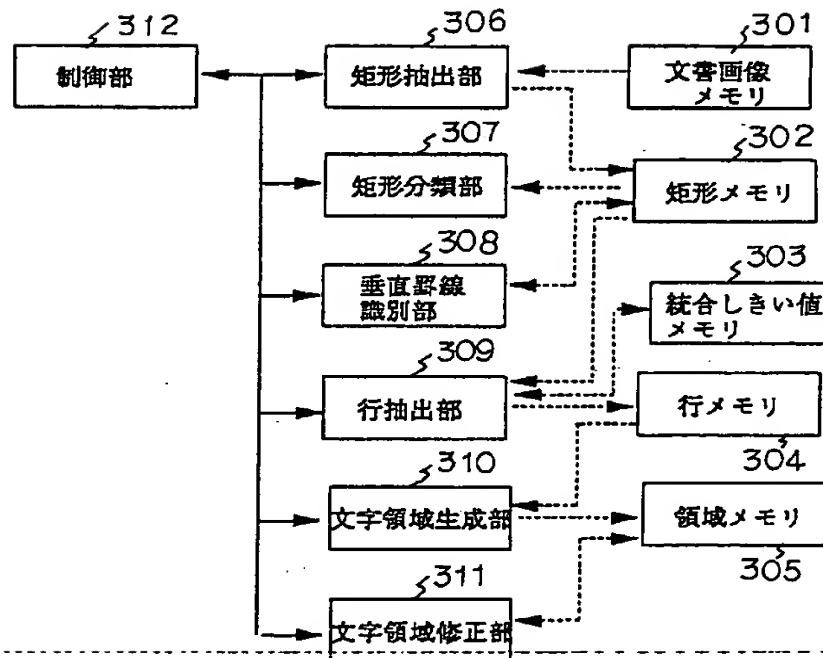 312
制御部
306
矩形抽出部
301
文書画像
メモリ
307
矩形分類部
302
矩形メモリ
308
垂直罫線
識別部
303
統合しきい値
メモリ
309
行抽出部
行メモリ
304
310
文字領域生成部
領域メモリ
305
311
文字領域修正部